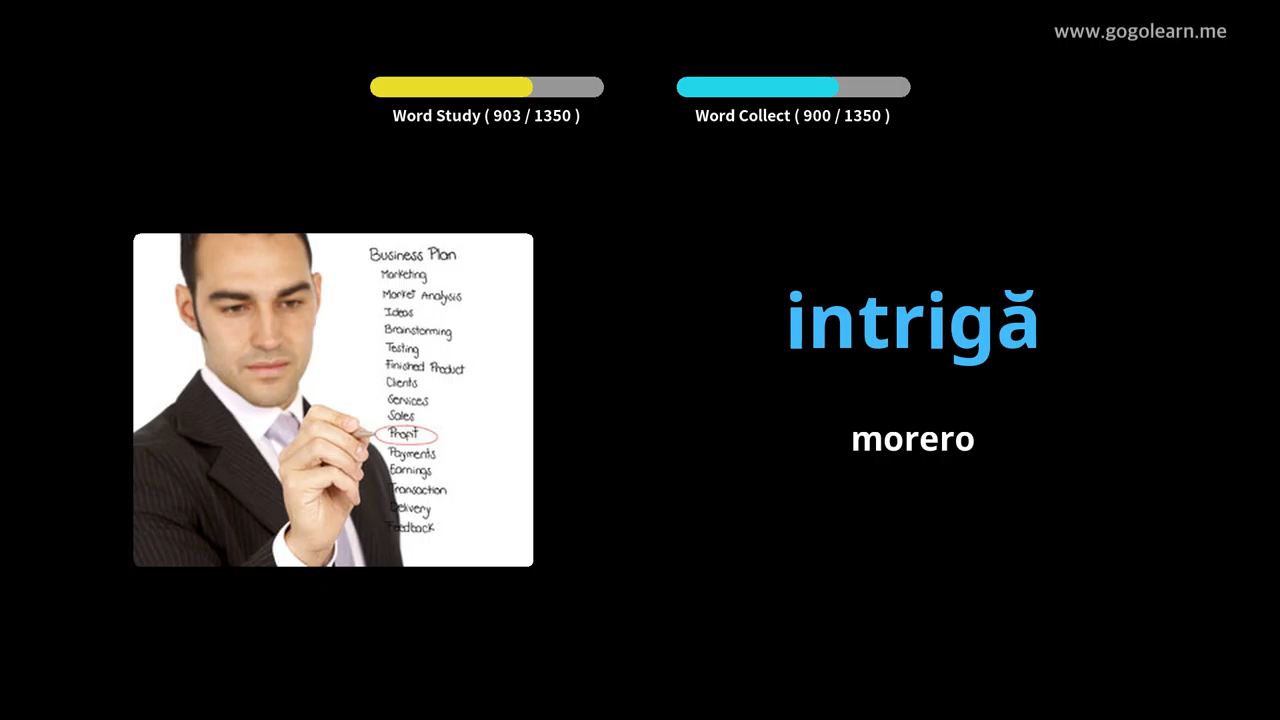 www.gogolearn.me
Word Study ( 903 / 1350 )
Word Collect ( 900 / 1350 )
Business Plan
Marketing
Market Analysis
Ideas
Brainstorming
Testing
Finished Product
Clients
Services
Sales
Profit
Payments
Earnings
Transaction
Delivery
Feedback
intrigă
morero